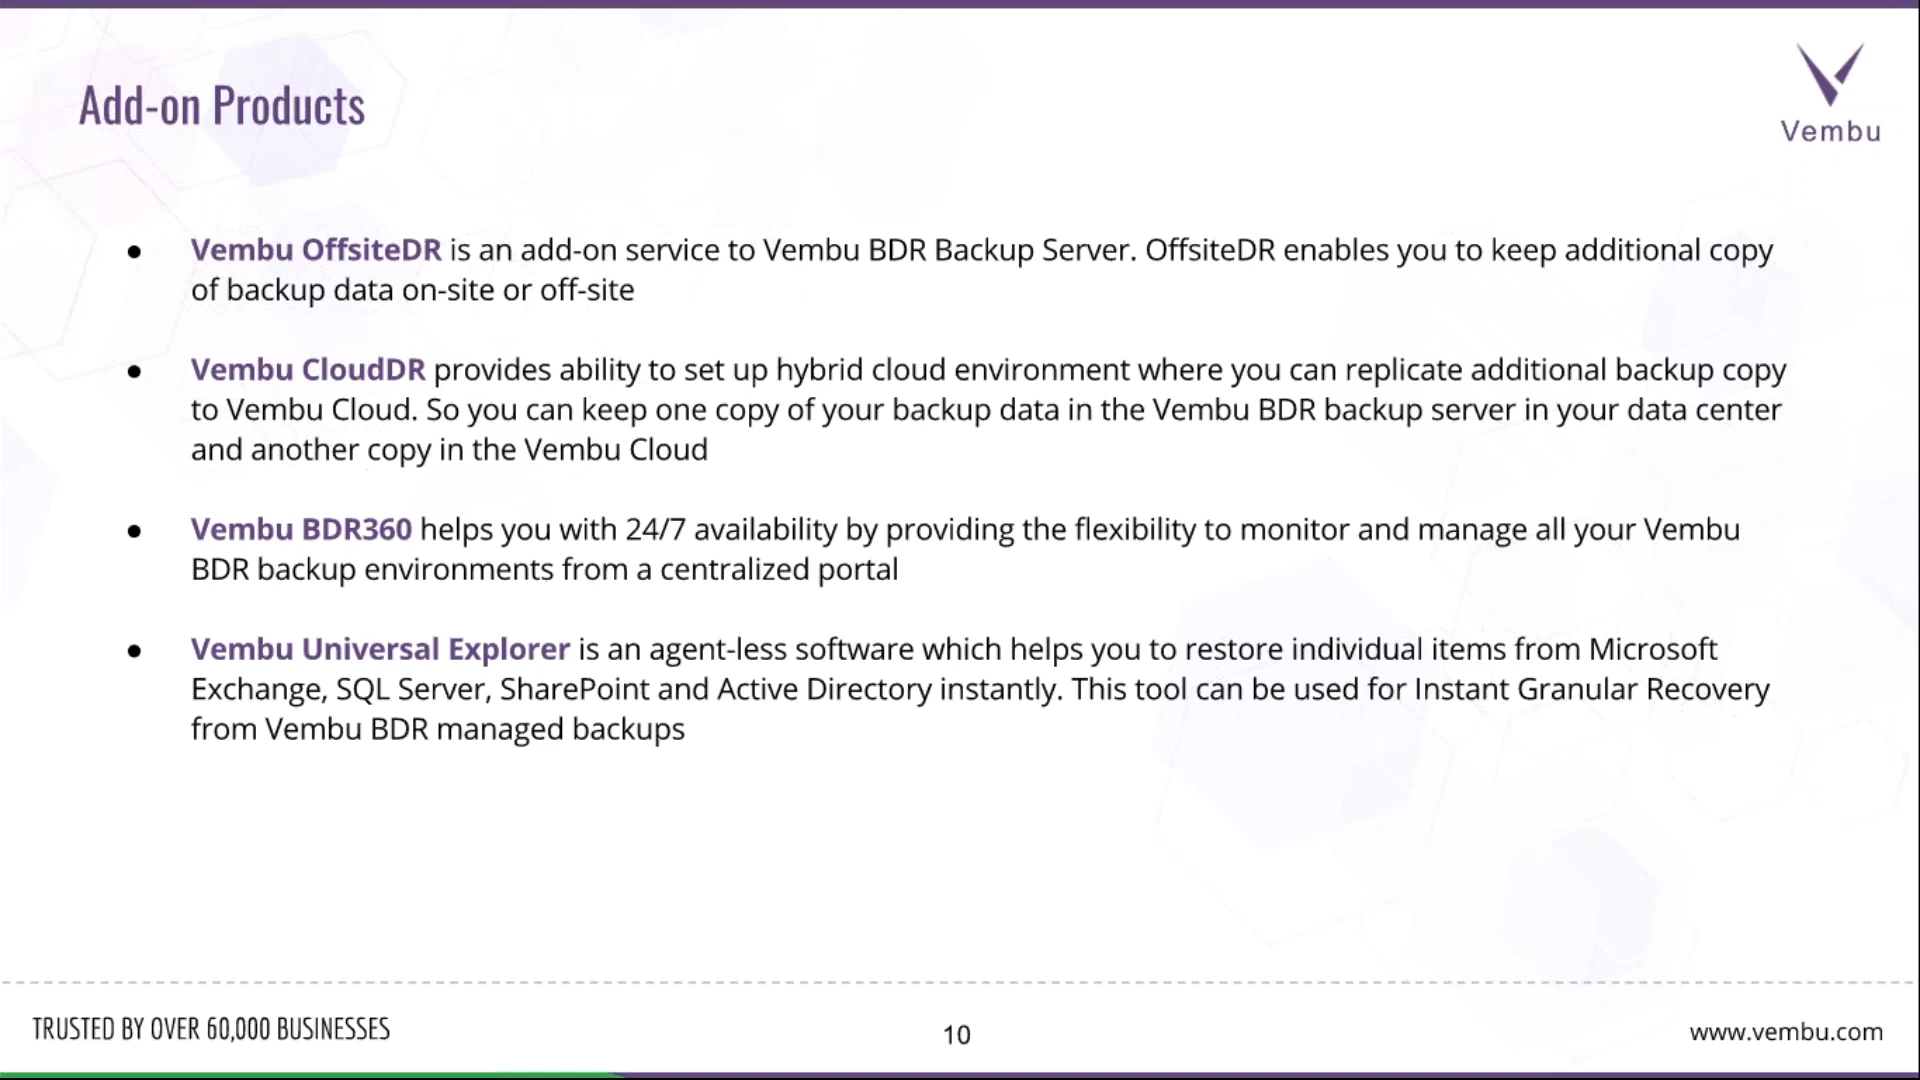 Add-on Products
Vembu
● Vembu OffsiteDR is an add-on service to Vembu BDR Backup Server. OffsiteDR enables you to keep additional copy
of backup data on-site or off-site
● Vembu CloudDR provides ability to set up hybrid cloud environment where you can replicate additional backup copy
to Vembu Cloud. So you can keep one copy of your backup data in the Vembu BDR backup server in your data center
and another copy in the Vembu Cloud
● Vembu BDR360 helps you with 24/7 availability by providing the flexibility to monitor and manage all your Vembu
BDR backup environments from a centralized portal
● Vembu Universal Explorer is an agent-less software which helps you to restore individual items from Microsoft
Exchange, SQL Server, SharePoint and Active Directory instantly. This tool can be used for Instant Granular Recovery
from Vembu BDR managed backups
TRUSTED BY OVER 60,000 BUSINESSES
10
www.vembu.com